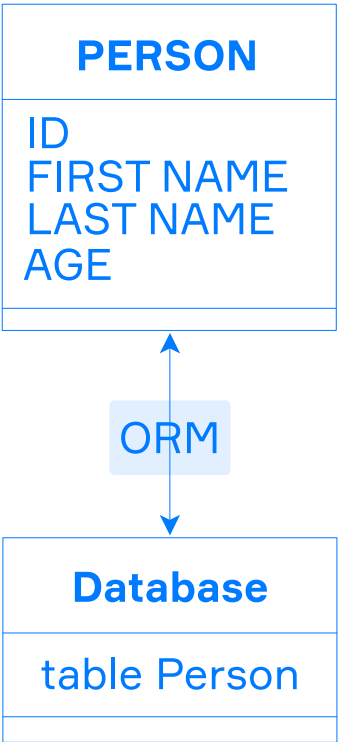 PERSON
ID
FIRST NAME
LAST NAME
AGE
ORM
Database
table Person